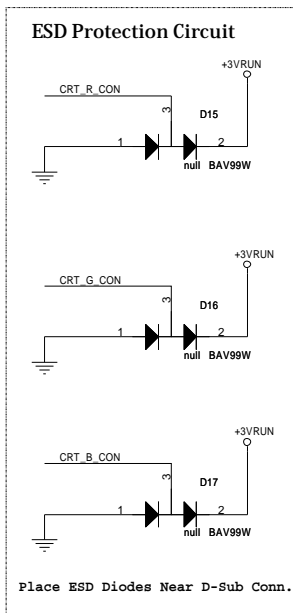 ESD Protection Circuit
+3VRUN
CRT_R_CON
D15
3
1
2
null BAV99W
+3VRUN
CRT_G_CON
D16
3
1
2
null BAV99W
+3VRUN
CRT_B_CON
D17
3
1
2
null BAV99W
Place ESD Diodes Near D-Sub Conn.